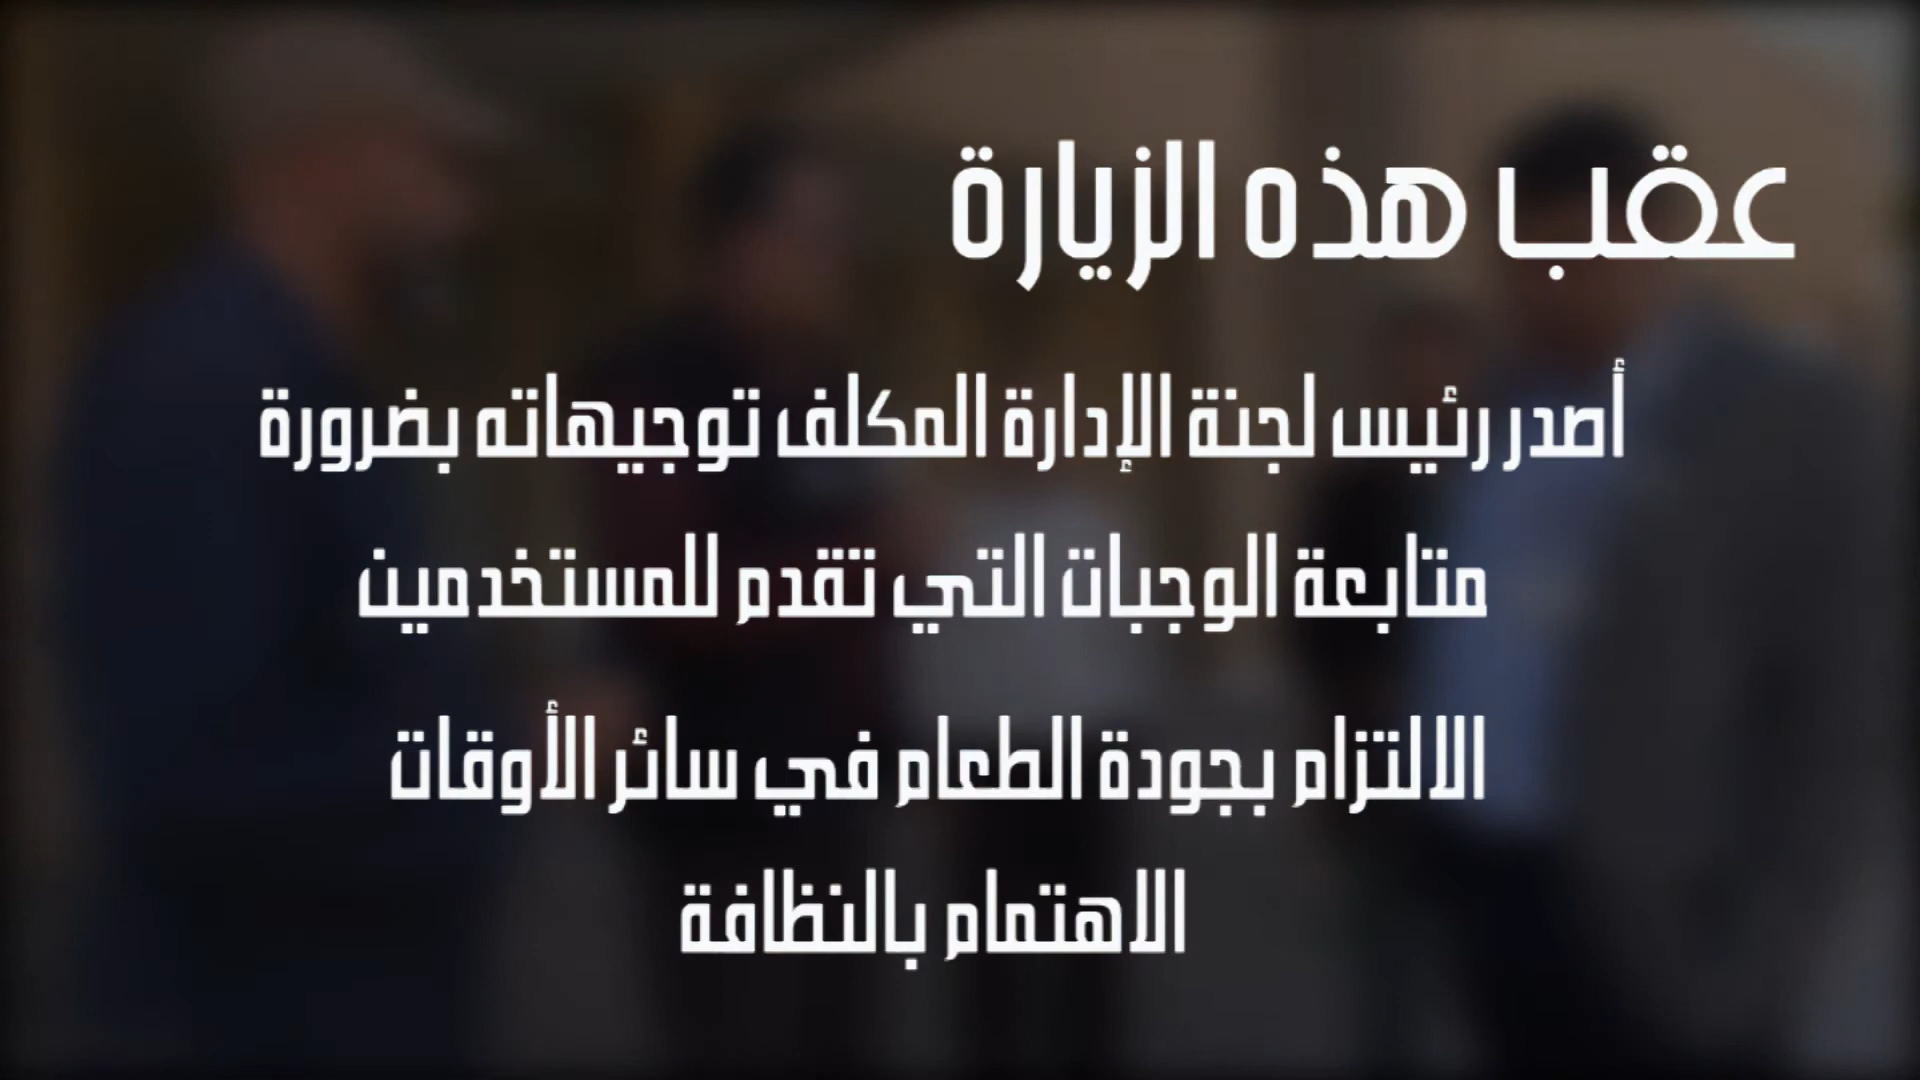 عقب هذه الزيارة
أصدر رئيس لجنة الإدارة المكلف توجيهاته بضرورة
متابعة الوجبات التي تقدم للمستخدمين
الالتزام بجودة الطعام في سائر الأوقات
الاهتمام بالنظافة